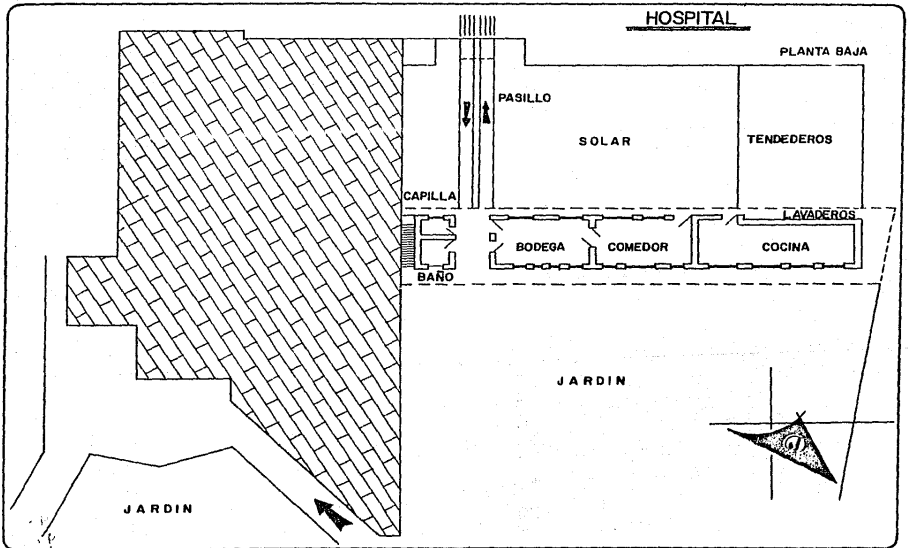 HOSPITAL
PLANTA BAJA
PASILLO
SOLAR
TENDEDEROS
CAPILLA
LAVADEROS
BODEGA
COMEDOR
COCINA
BAÑO
JARDIN
JARDIN